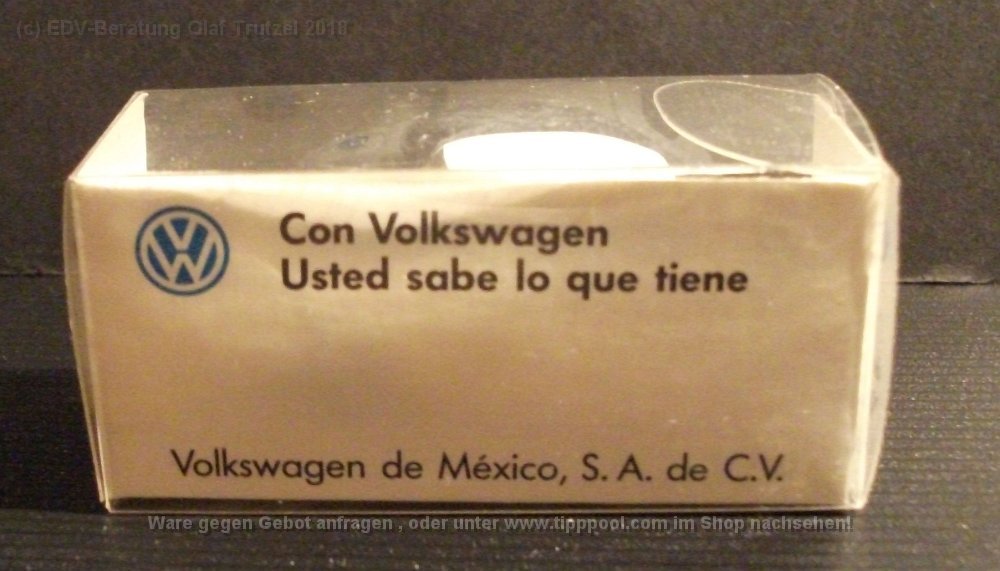 (c) EDV-Beratung Olaf Trutzel 2018
Con Volkswagen
Usted sabe lo que tiene
Volkswagen de México, S. A. de C.V.
Ware gegen Gebot anfragen , oder unter www.tipppool.com im Shop nachsehen!